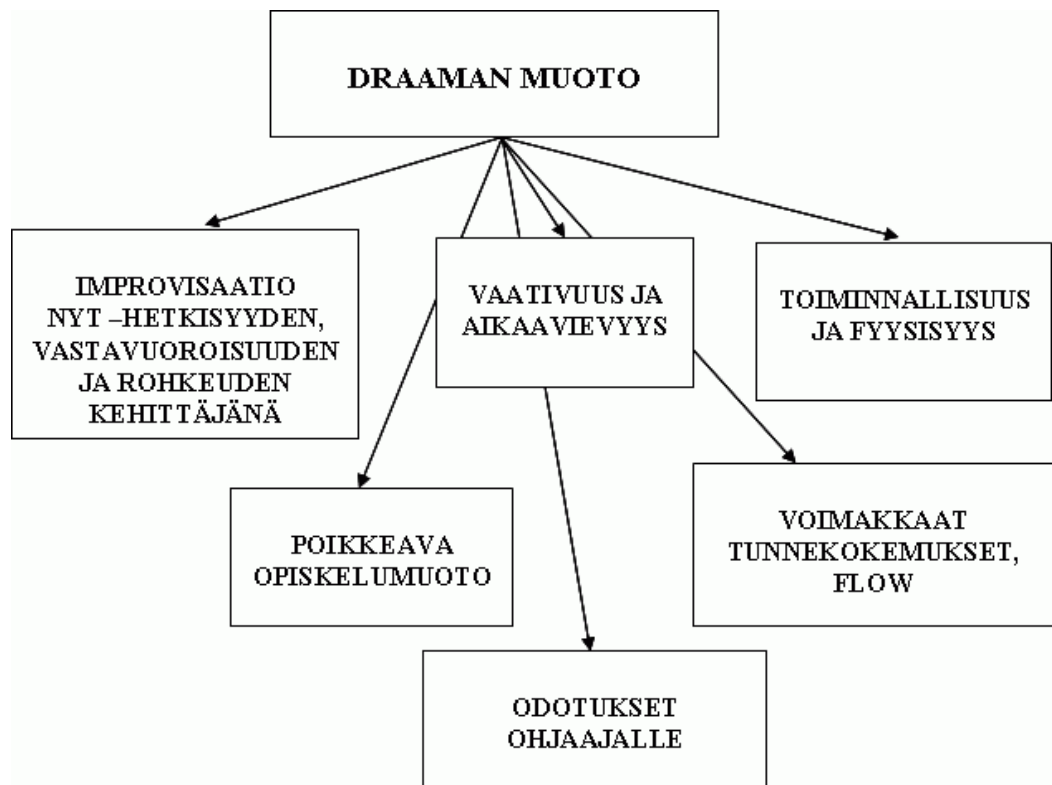 DRAAMAN MUOTO
IMPROVISAATIO
NYT –HETKISYYDEN,
VASTAVUOROISUUDEN
JA ROHKEUDEN
KEHITTÄJÄNÄ
VAATIVUUS JA
AIKAAVIEVYYS
TOIMINNALLISUUS
JA FYYSISYYS
POIKKEAVA
OPISKELUMUOTO
VOIMAKKAAT
TUNNEKOKEMUKSET,
FLOW
ODOTUKSET
OHJAAJALLE